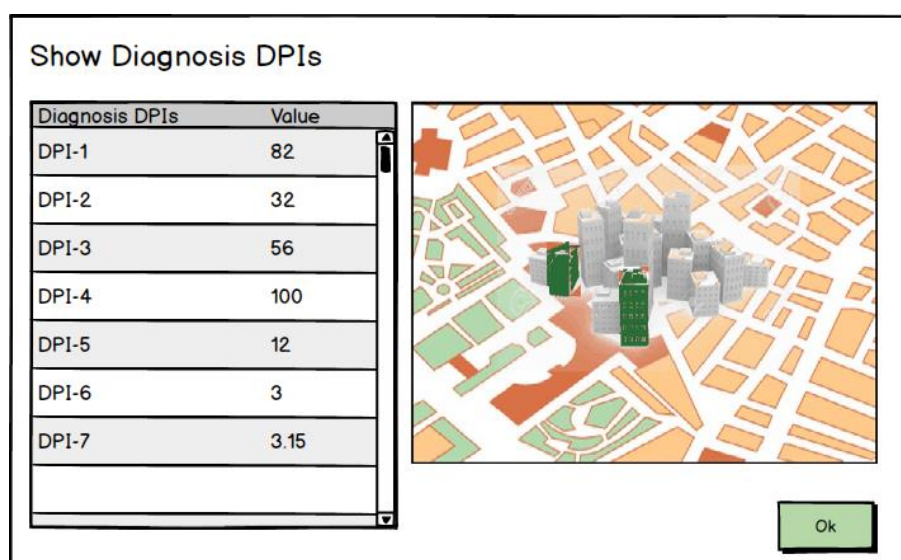 Show Diagnosis DPIs
Diagnosis DPIs Value
DPI-1 82
DPI-2 32
DPI-3 56
DPI-4 100
DPI-5 12
DPI-6 3
DPI-7 3.15
Ok